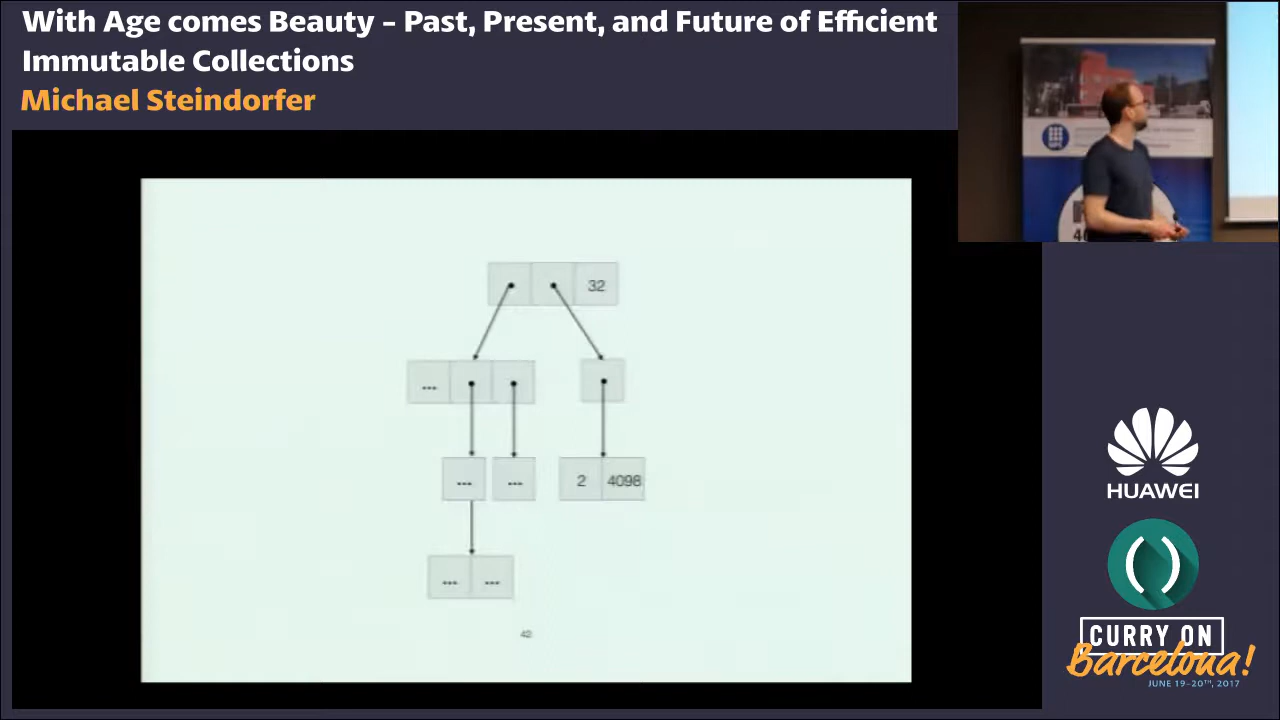 With Age comes Beauty – Past, Present, and Future of Efficient
Immutable Collections
Michael Steindorfer
32
---
--- --- 2 4098
--- ---
HUAWEI
CURRY ON
Barcelona!
JUNE 19-20TH, 2017